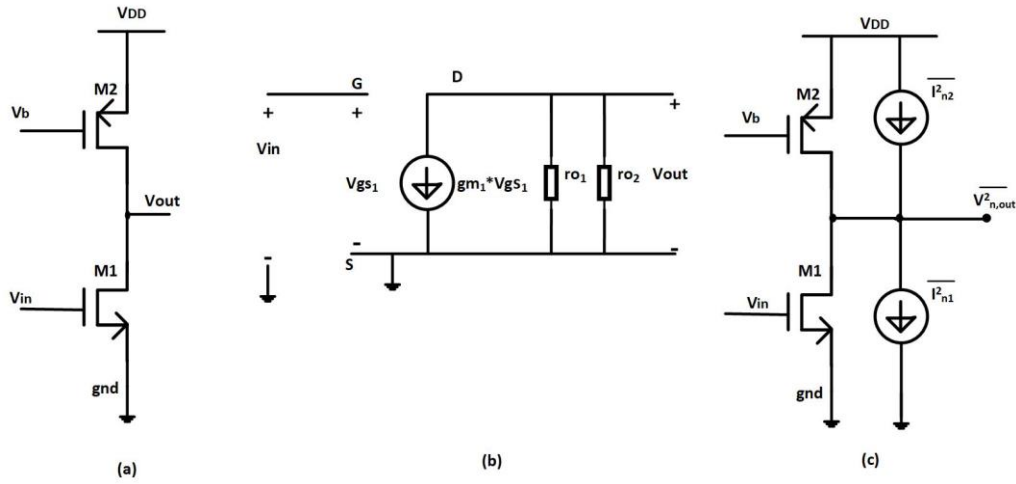 VDD
M2
Vb
Vout
M1
Vin
gnd
(a)
G
D
+ + +
Vin
Vgs1 gm1*VgS1 ro1 ro2 Vout
- - -
S
(b)
VDD
M2
I²n2
Vb
V²n,out
M1
I²n1
Vin
gnd
(c)